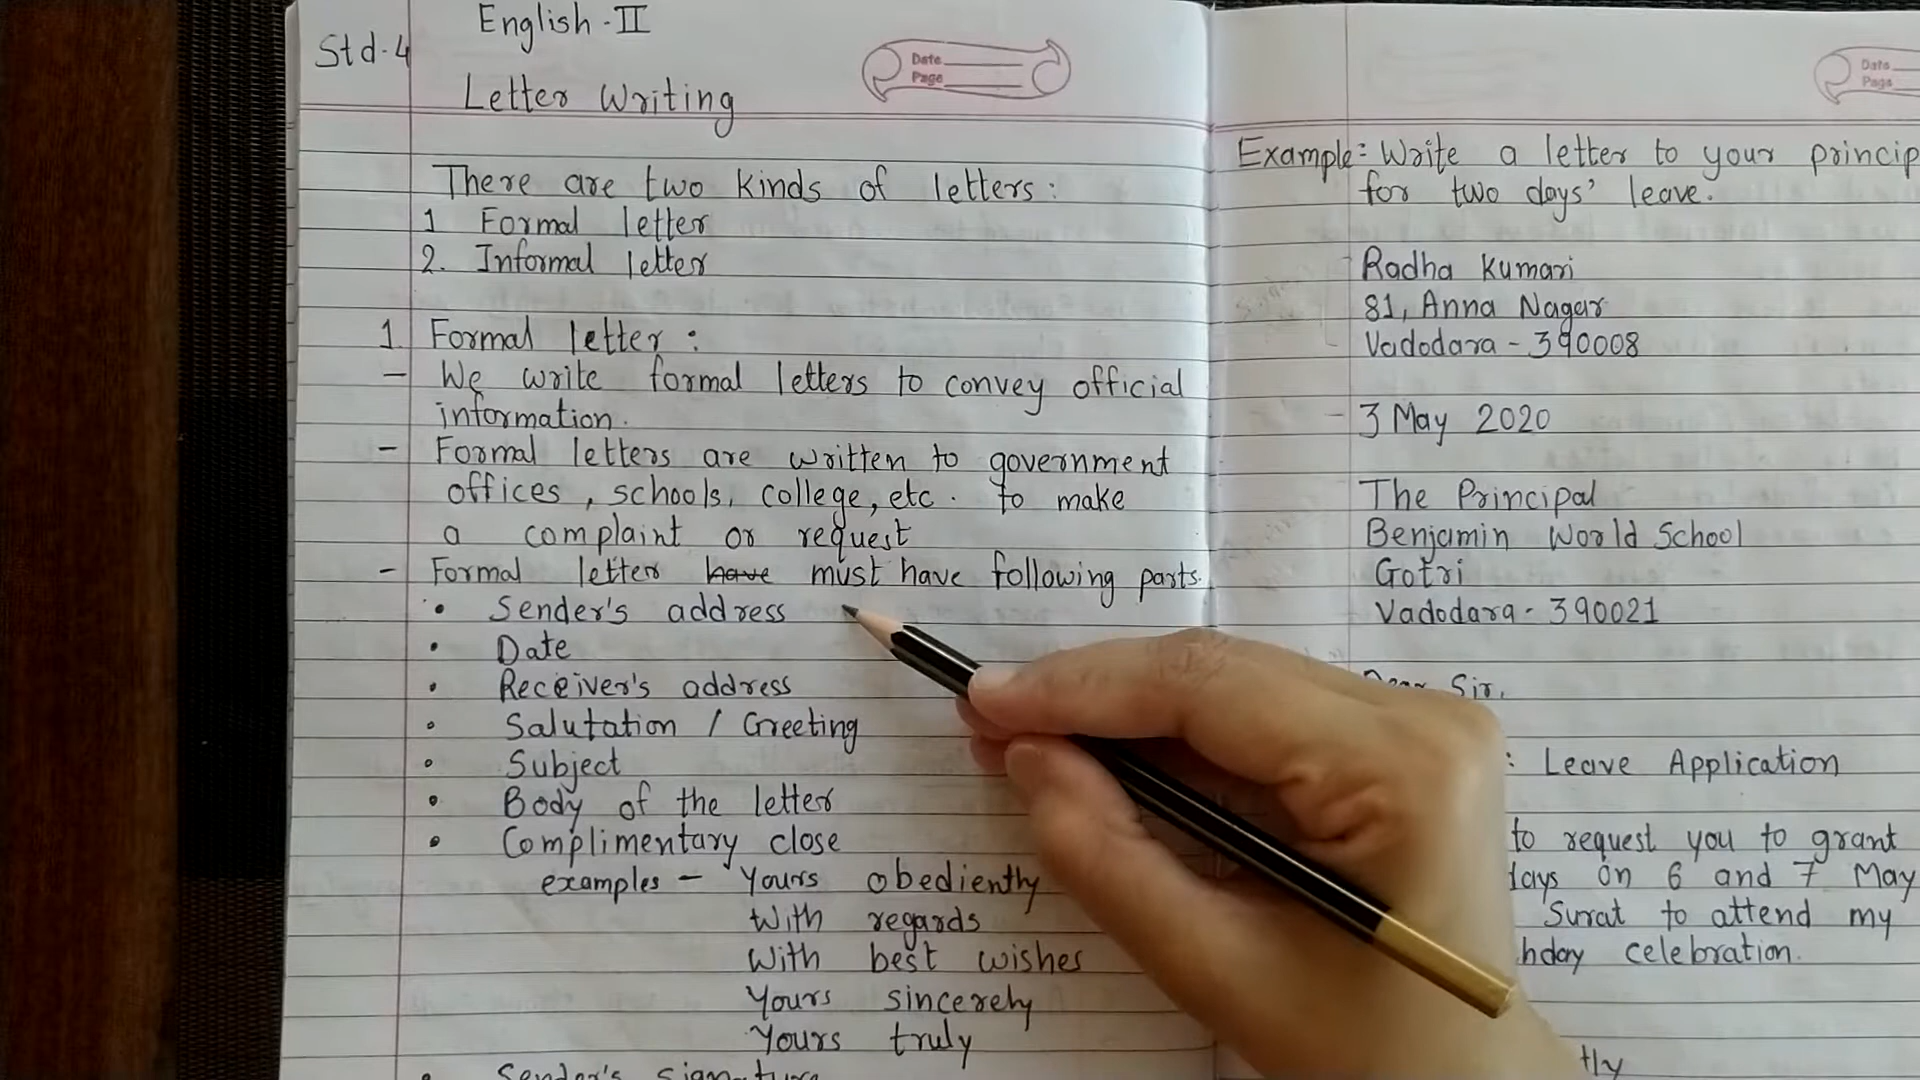 Std-4
English-II
Letter Writing
Date
Page
There are two kinds of letters:
1 Formal letter
2. Informal letter
1. Formal letter:
- We write formal letters to convey official
information.
- Formal letters are written to government
offices, schools, college, etc. to make
a complaint or request
- Formal letter have must have following parts.
• Sender's address
• Date
• Receiver's address
• Salutation / Greeting
• Subject
• Body of the letter
• Complimentary close
examples - Yours obediently
With regards
With best wishes
Yours sincerely
Yours truly
• Sender's signature
Date
Page
Example: Write a letter to your
for two days' leave.
Radha Kumari
81, Anna Nagar
Vadodara - 390008
3 May 2020
The Principal
Benjamin World School
Gotri
Vadodara - 390021
Dear Sir,
: Leave Application
to request you to grant
days on 6 and 7 May
Surat to attend my
celebration.